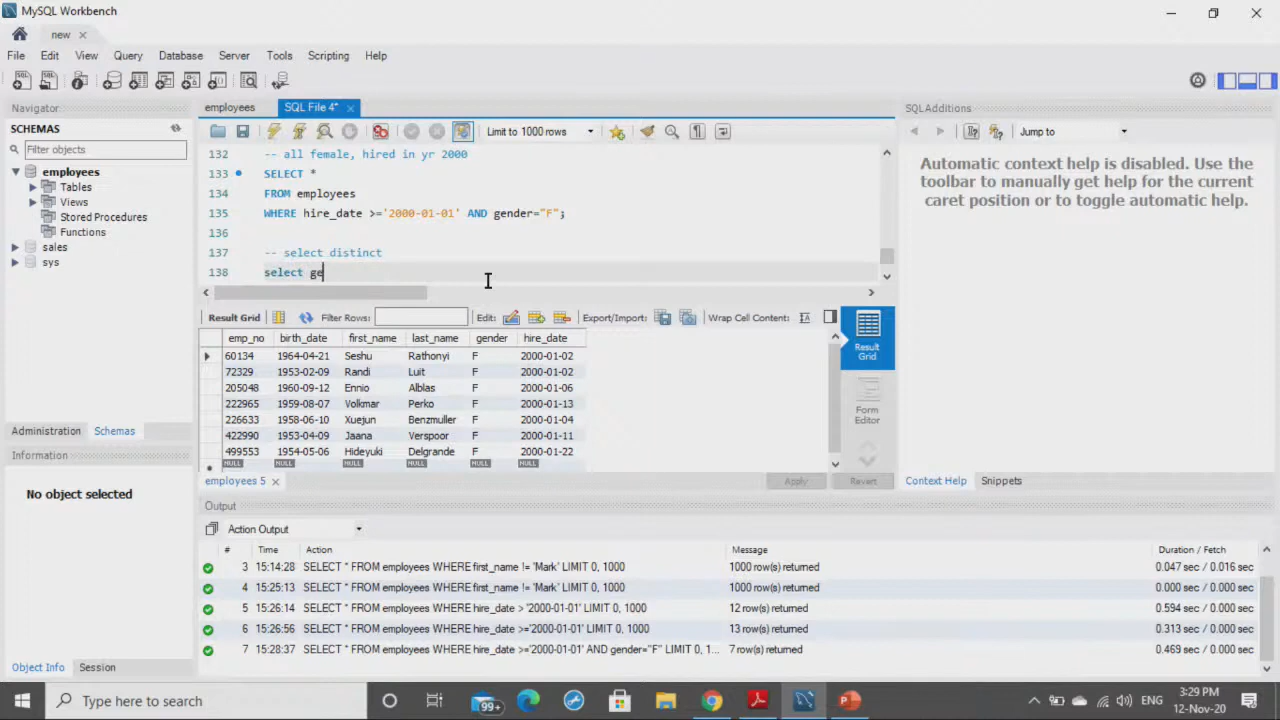 MySQL Workbench
new
File Edit View Query Database Server Tools Scripting Help
Navigator
SCHEMAS
Filter objects
employees
Tables
Views
Stored Procedures
Functions
sales
sys
Administration Schemas
Information
No object selected
Object Info Session
employees SQL File 4*
Limit to 1000 rows
132 -- all female, hired in yr 2000
133 SELECT *
134 FROM employees
135 WHERE hire_date >='2000-01-01' AND gender="F";
136
137 -- select distinct
138 select ge
Result Grid Filter Rows: Edit: Export/Import: Wrap Cell Content:
emp_no birth_date first_name last_name gender hire_date
60134 1964-04-21 Seshu Rathonyi F 2000-01-02
72329 1953-02-09 Randi Luit F 2000-01-02
205048 1960-09-12 Ennio Alblas F 2000-01-06
222965 1959-08-07 Volkmar Perko F 2000-01-13
226633 1958-06-10 Xuejun Benzmuller F 2000-01-04
422990 1953-04-09 Jaana Verspoor F 2000-01-11
499553 1954-05-06 Hideyuki Delgrande F 2000-01-22
NULL NULL NULL NULL NULL NULL
Result Grid
Form Editor
employees 5
Apply Revert
SQLAdditions
Jump to
Automatic context help is disabled. Use the
toolbar to manually get help for the current
caret position or to toggle automatic help.
Context Help Snippets
Output
Action Output
# Time Action Message Duration / Fetch
3 15:14:28 SELECT * FROM employees WHERE first_name != 'Mark' LIMIT 0, 1000 1000 row(s) returned 0.047 sec / 0.016 sec
4 15:25:13 SELECT * FROM employees WHERE first_name != 'Mark' LIMIT 0, 1000 1000 row(s) returned 0.000 sec / 0.000 sec
5 15:26:14 SELECT * FROM employees WHERE hire_date > '2000-01-01' LIMIT 0, 1000 12 row(s) returned 0.594 sec / 0.000 sec
6 15:26:56 SELECT * FROM employees WHERE hire_date >='2000-01-01' LIMIT 0, 1000 13 row(s) returned 0.313 sec / 0.000 sec
7 15:28:37 SELECT * FROM employees WHERE hire_date >='2000-01-01' AND gender="F" LIMIT 0, 1... 7 row(s) returned 0.469 sec / 0.000 sec
Type here to search
99+
ENG
3:29 PM
12-Nov-20